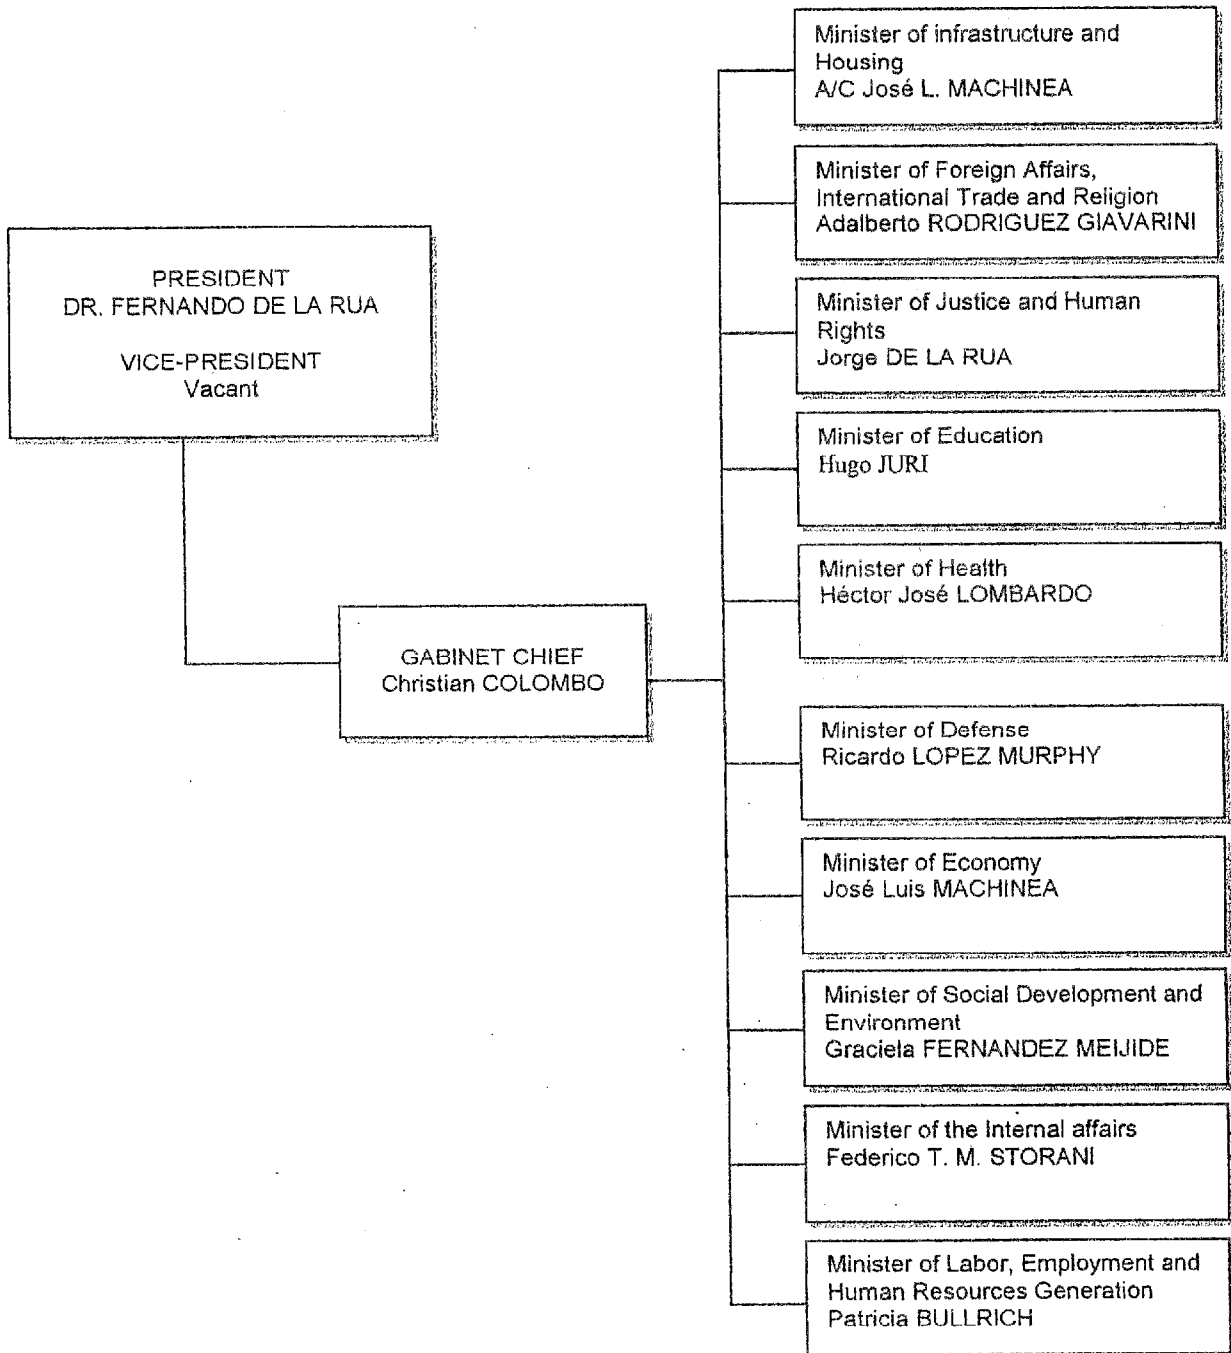 PRESIDENT
DR. FERNANDO DE LA RUA
VICE-PRESIDENT
Vacant
GABINET CHIEF
Christian COLOMBO
Minister of infrastructure and
Housing
A/C José L. MACHINEA
Minister of Foreign Affairs,
International Trade and Religion
Adalberto RODRIGUEZ GIAVARINI
Minister of Justice and Human
Rights
Jorge DE LA RUA
Minister of Education
Hugo JURI
Minister of Health
Héctor José LOMBARDO
Minister of Defense
Ricardo LOPEZ MURPHY
Minister of Economy
José Luis MACHINEA
Minister of Social Development and
Environment
Graciela FERNANDEZ MEIJIDE
Minister of the Internal affairs
Federico T. M. STORANI
Minister of Labor, Employment and
Human Resources Generation
Patricia BULLRICH